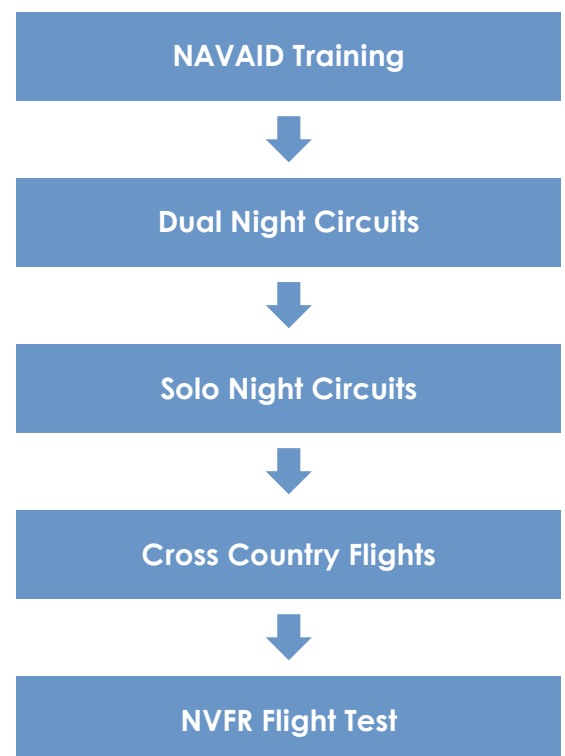 NAVAID Training
Dual Night Circuits
Solo Night Circuits
Cross Country Flights
NVFR Flight Test